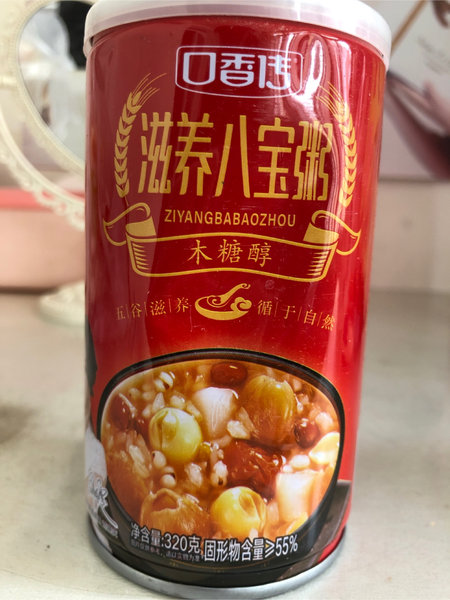 口香传
滋养八宝粥
ZIYANGBABAOZHOU
木糖醇
五谷滋养 循于自然
净含量:320克,固形物含量≥55%